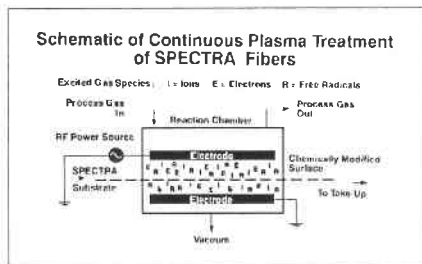 Schematic of Continuous Plasma Treatment
of SPECTRA Fibers
Excited Gas Species: I = Ions E = Electrons R = Free Radicals
Process Gas
In
Process Gas
Out
Reaction Chamber
RF Power Source
Electrode
SPECTRA
Substrate
Chemically Modified
Surface
To Take-Up
Electrode
Vacuum